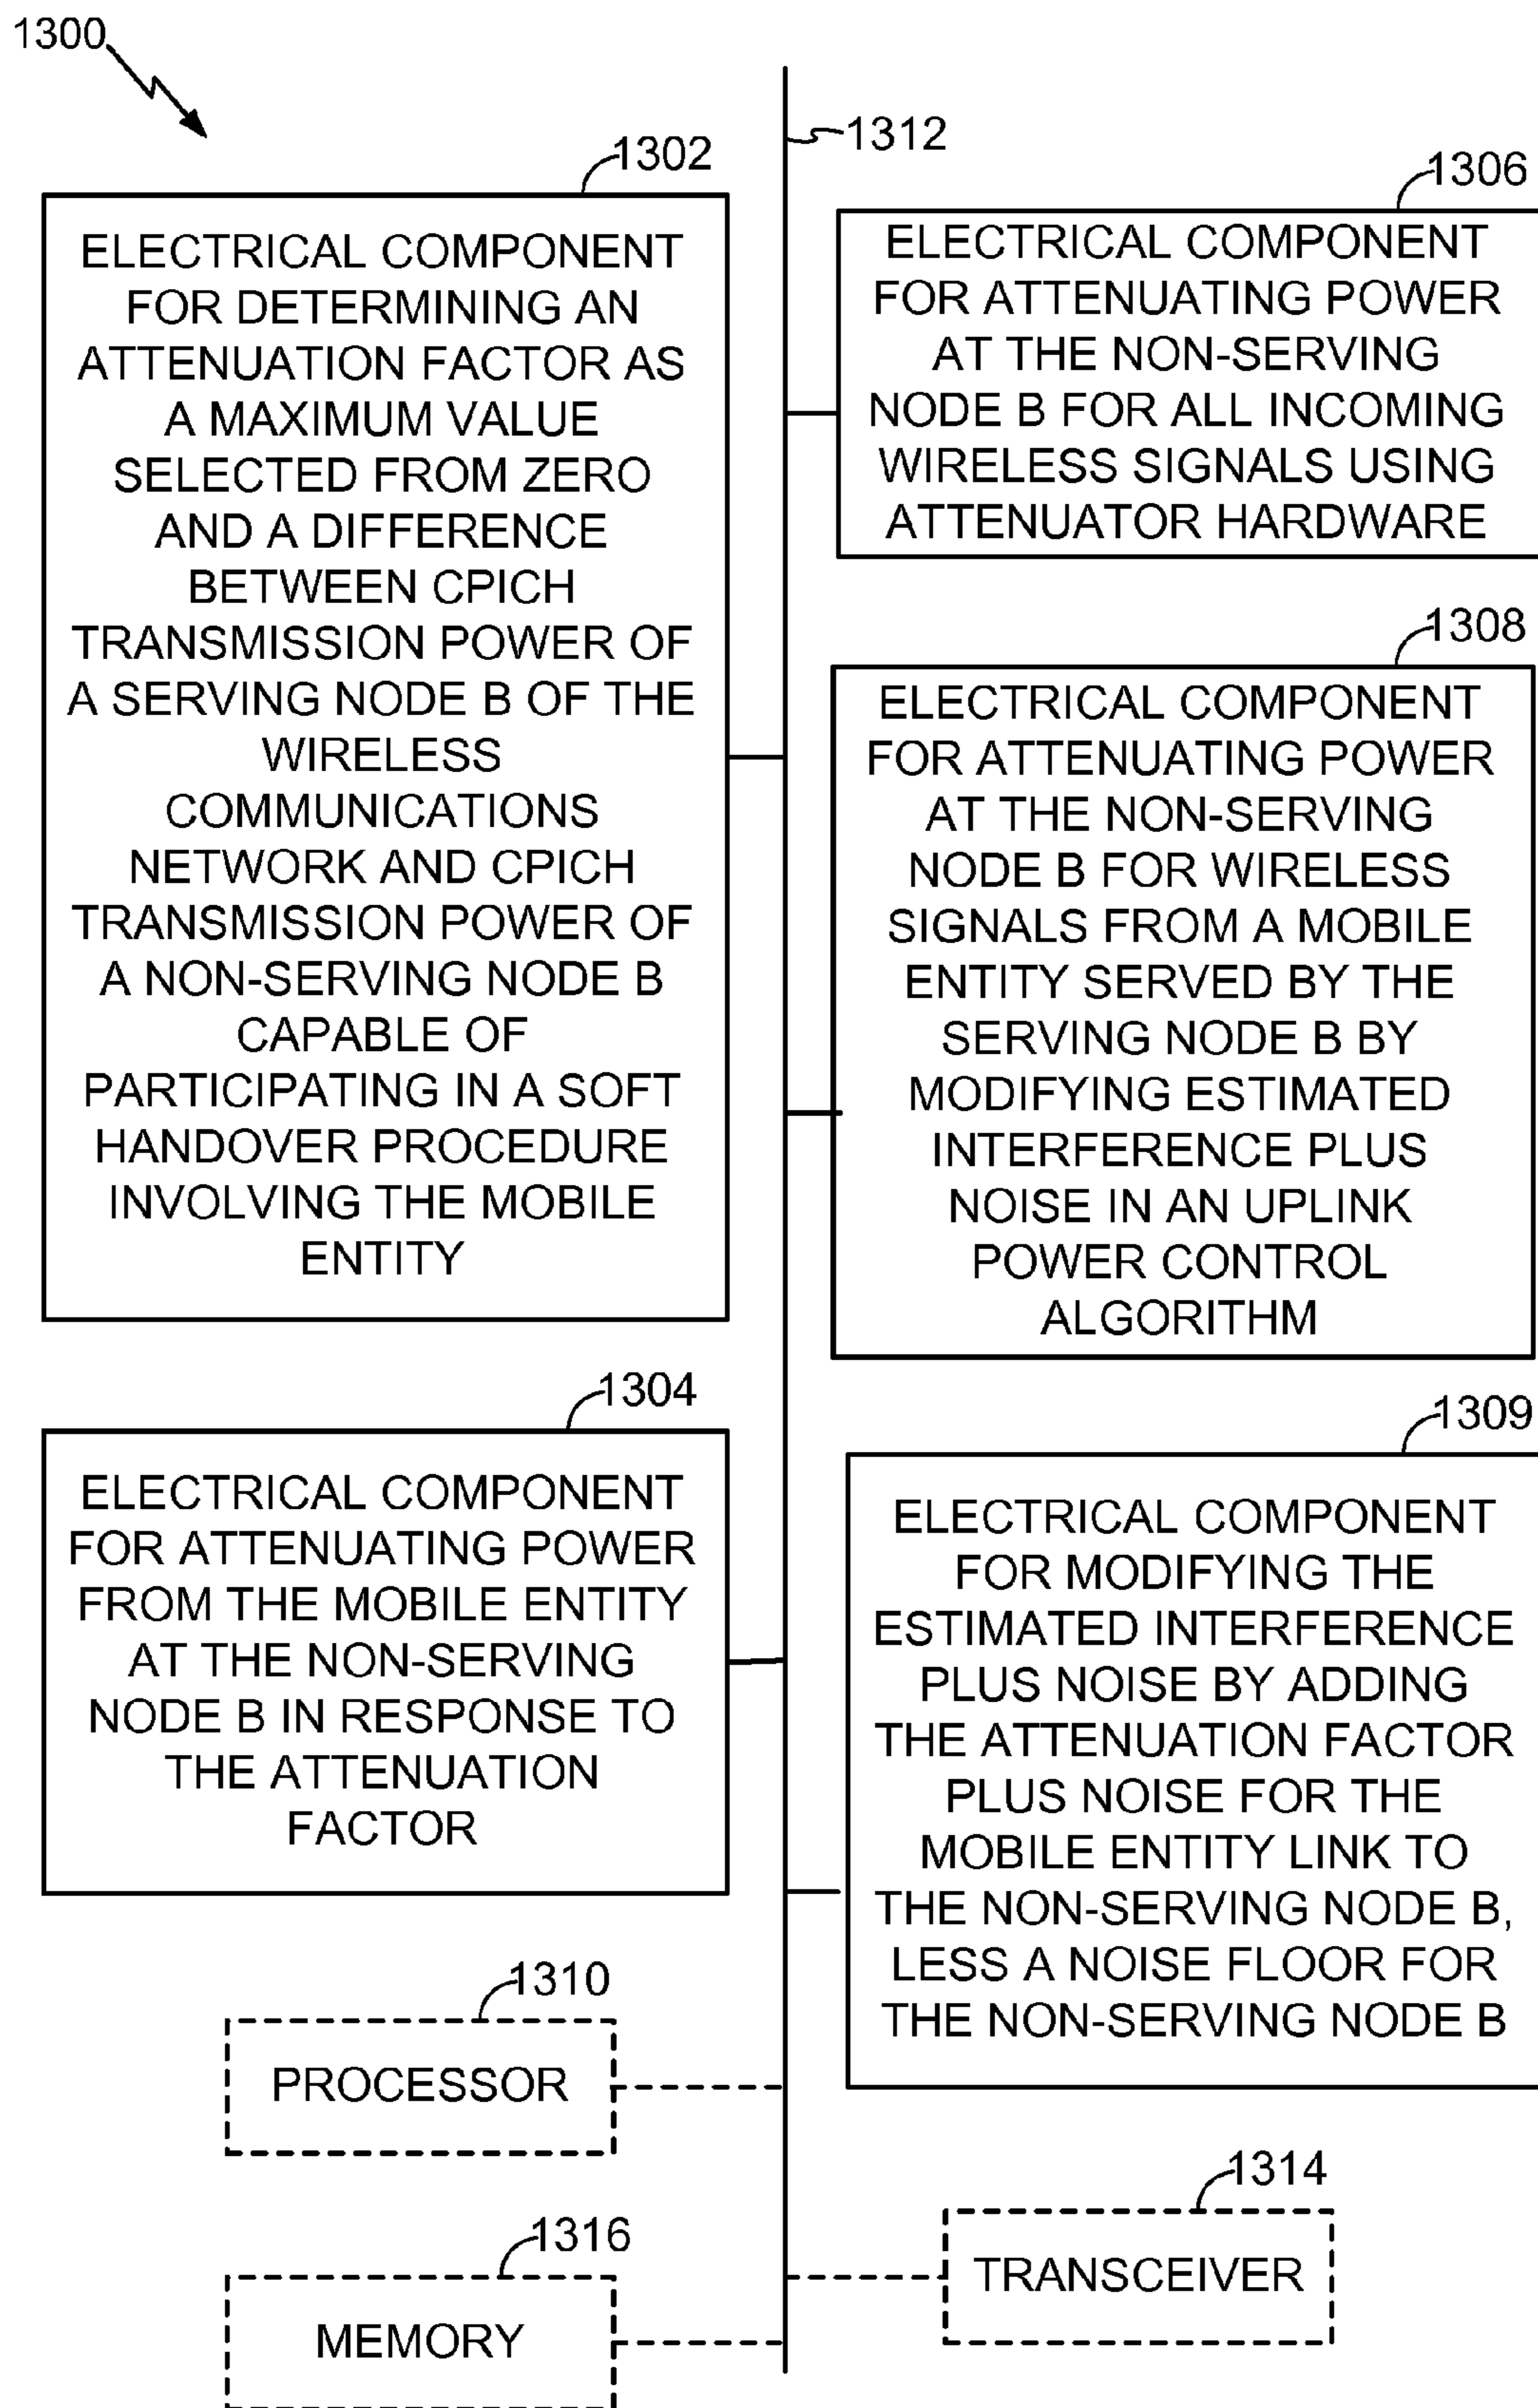 1300
1302
ELECTRICAL COMPONENT
FOR DETERMINING AN
ATTENUATION FACTOR AS
A MAXIMUM VALUE
SELECTED FROM ZERO
AND A DIFFERENCE
BETWEEN CPICH
TRANSMISSION POWER OF
A SERVING NODE B OF THE
WIRELESS
COMMUNICATIONS
NETWORK AND CPICH
TRANSMISSION POWER OF
A NON-SERVING NODE B
CAPABLE OF
PARTICIPATING IN A SOFT
HANDOVER PROCEDURE
INVOLVING THE MOBILE
ENTITY
1304
ELECTRICAL COMPONENT
FOR ATTENUATING POWER
FROM THE MOBILE ENTITY
AT THE NON-SERVING
NODE B IN RESPONSE TO
THE ATTENUATION
FACTOR
1310
PROCESSOR
1316
MEMORY
1312
1306
ELECTRICAL COMPONENT
FOR ATTENUATING POWER
AT THE NON-SERVING
NODE B FOR ALL INCOMING
WIRELESS SIGNALS USING
ATTENUATOR HARDWARE
1308
ELECTRICAL COMPONENT
FOR ATTENUATING POWER
AT THE NON-SERVING
NODE B FOR WIRELESS
SIGNALS FROM A MOBILE
ENTITY SERVED BY THE
SERVING NODE B BY
MODIFYING ESTIMATED
INTERFERENCE PLUS
NOISE IN AN UPLINK
POWER CONTROL
ALGORITHM
1309
ELECTRICAL COMPONENT
FOR MODIFYING THE
ESTIMATED INTERFERENCE
PLUS NOISE BY ADDING
THE ATTENUATION FACTOR
PLUS NOISE FOR THE
MOBILE ENTITY LINK TO
THE NON-SERVING NODE B,
LESS A NOISE FLOOR FOR
THE NON-SERVING NODE B
1314
TRANSCEIVER